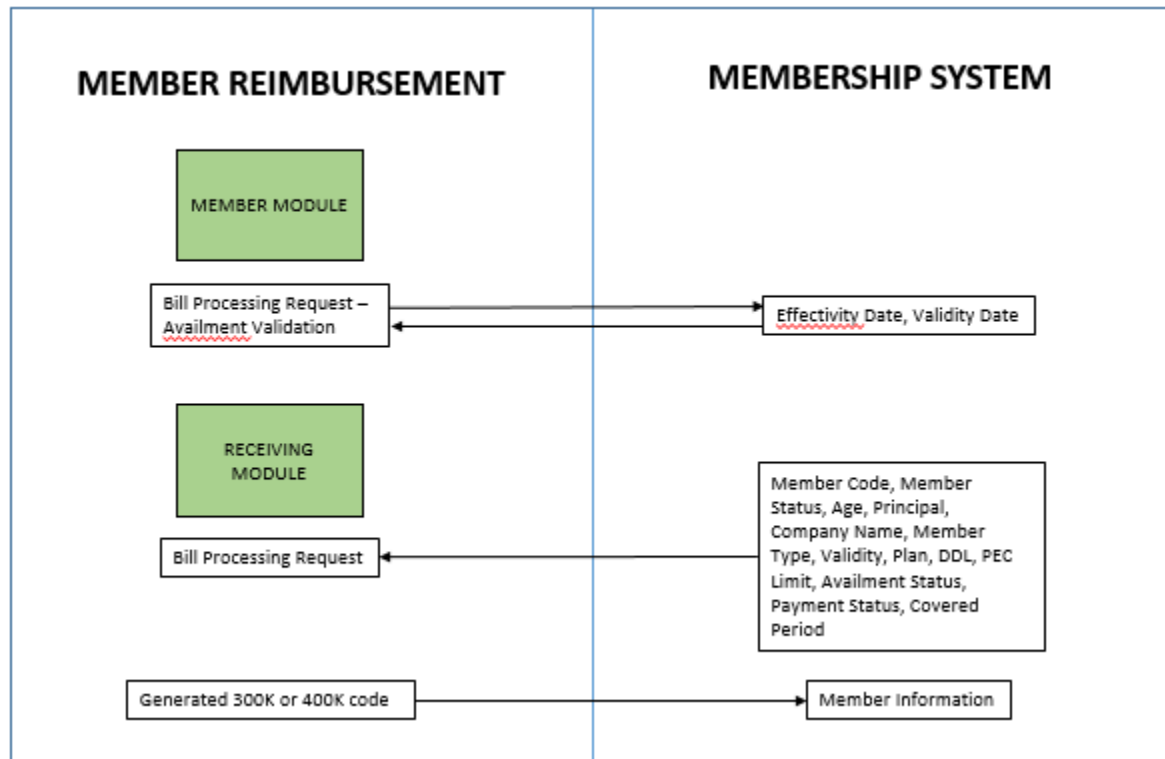 MEMBER REIMBURSEMENT
MEMBERSHIP SYSTEM
MEMBER MODULE
Bill Processing Request –
Availment Validation
Effectivity Date, Validity Date
RECEIVING
MODULE
Bill Processing Request
Member Code, Member
Status, Age, Principal,
Company Name, Member
Type, Validity, Plan, DDL, PEC
Limit, Availment Status,
Payment Status, Covered
Period
Generated 300K or 400K code
Member Information